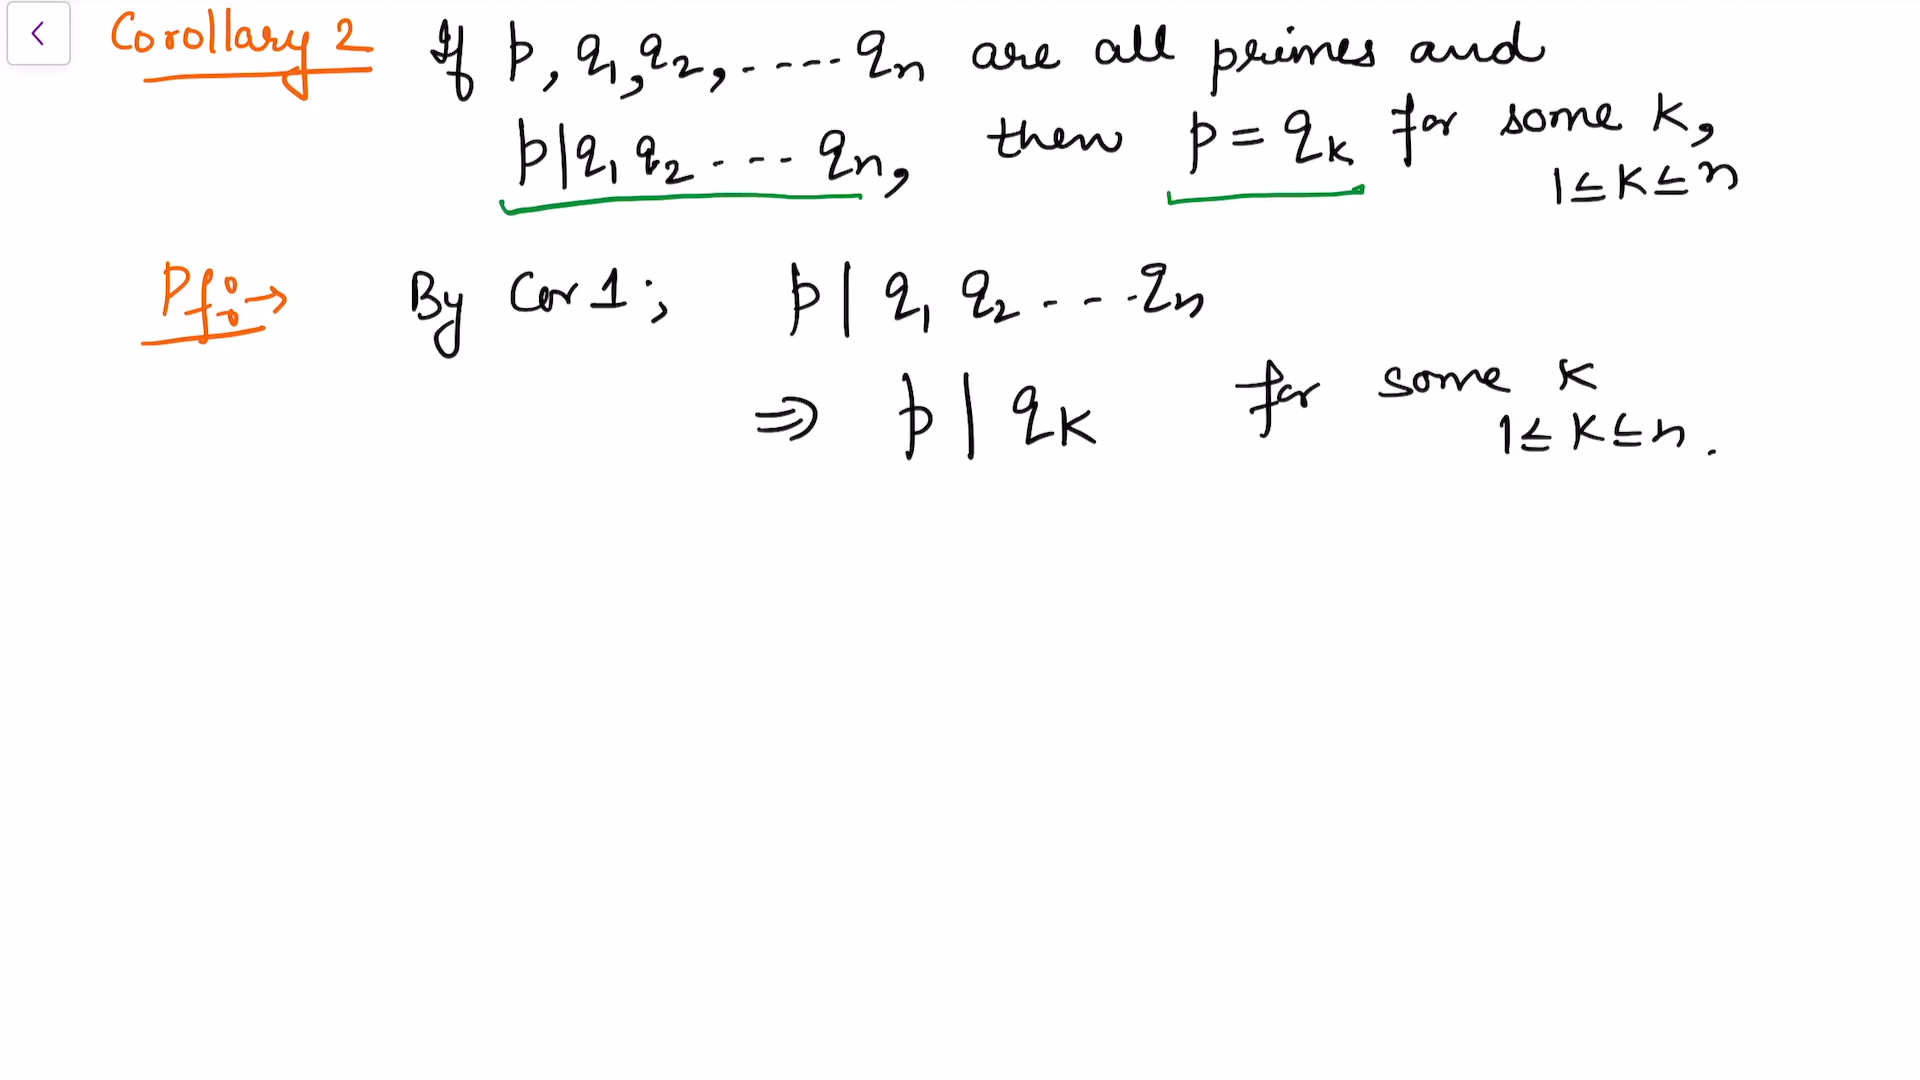 Corollary 2 If p, q₁, q₂, ..... qₙ are all primes and
p|q₁ q₂ .... qₙ, then p = qₖ for some k,
1≤k≤n
Pf:→ By Cor 1; p | q₁ q₂ --- qₙ
⇒ p | qₖ for some k
1≤k≤n.